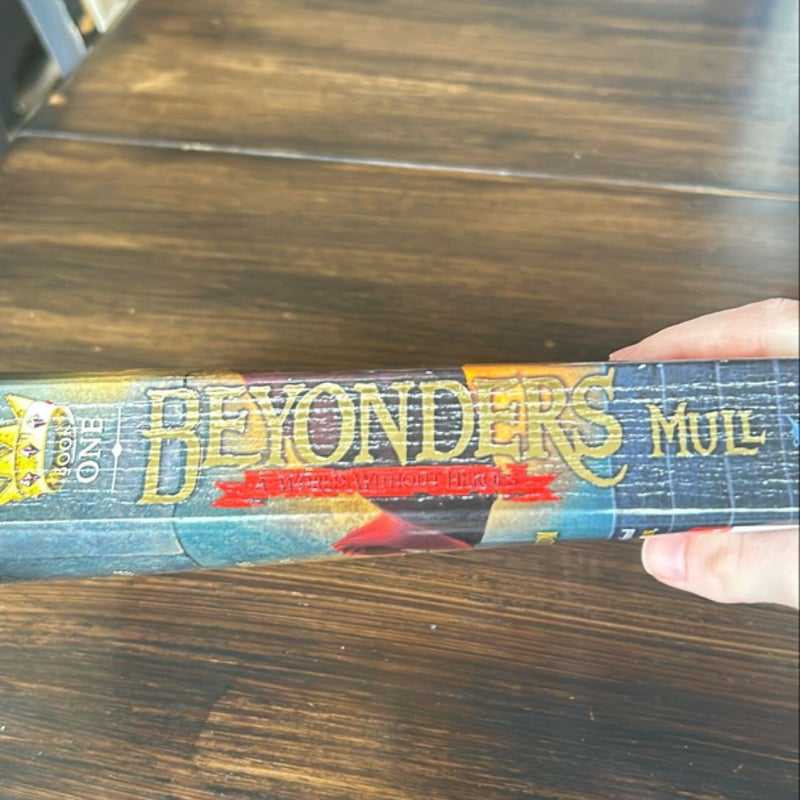 BOOK
ONE
BEYONDERS
A WORLD WITHOUT HEROES
MULL